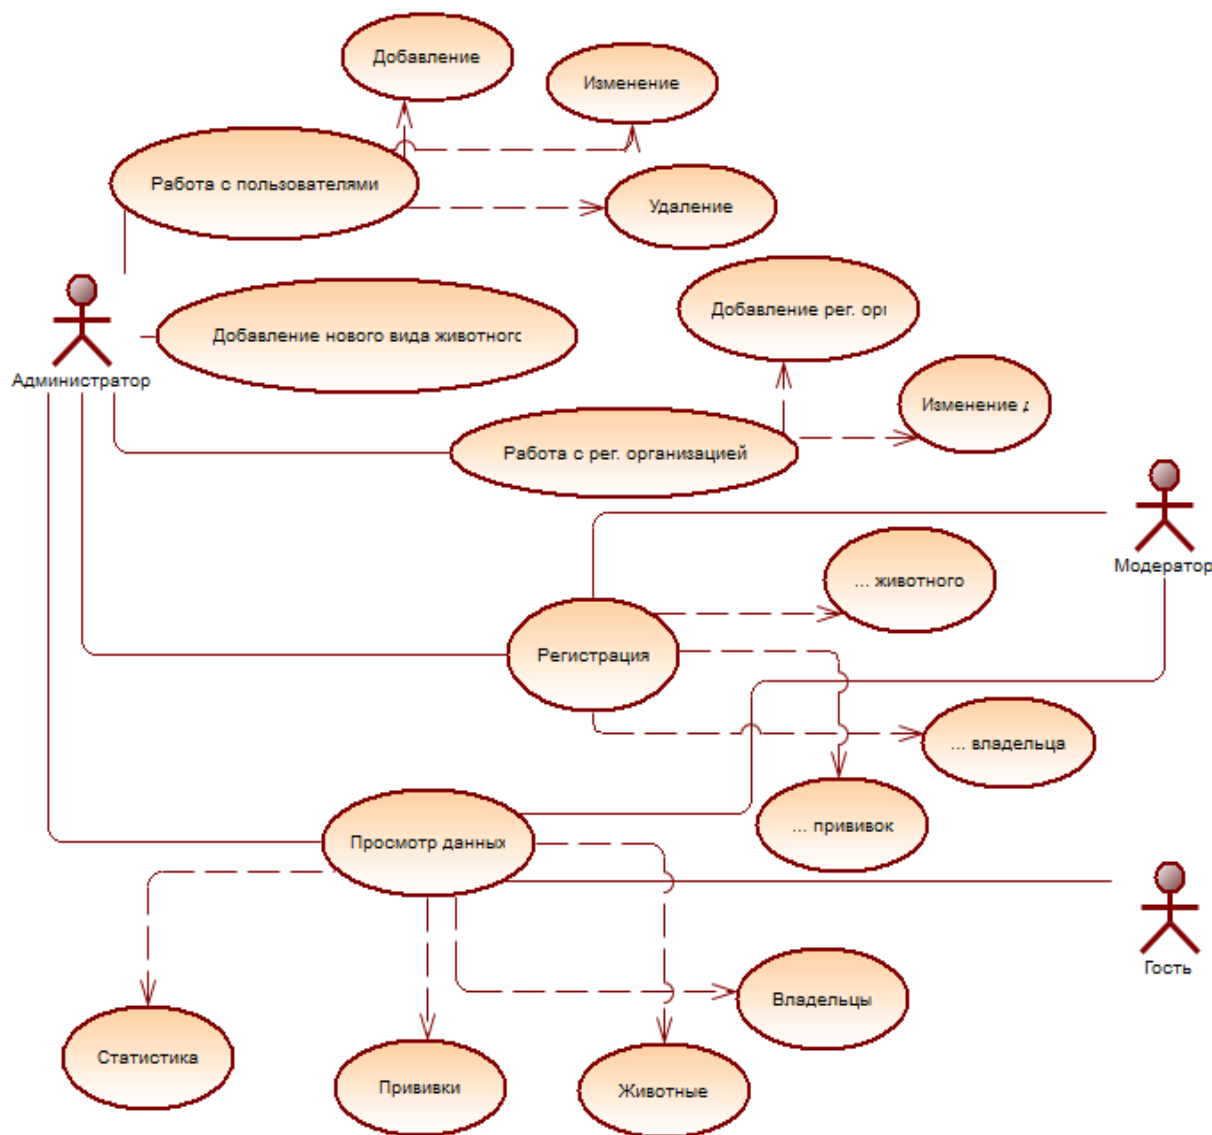 Добавление
Изменение
Работа с пользователями
Удаление
Добавление рег. орг
Добавление нового вида животного
Администратор
Изменение д
Работа с рег. организацией
Модератор
... животного
Регистрация
... владельца
... прививок
Просмотр данных
Гость
Владельцы
Статистика
Прививки
Животные